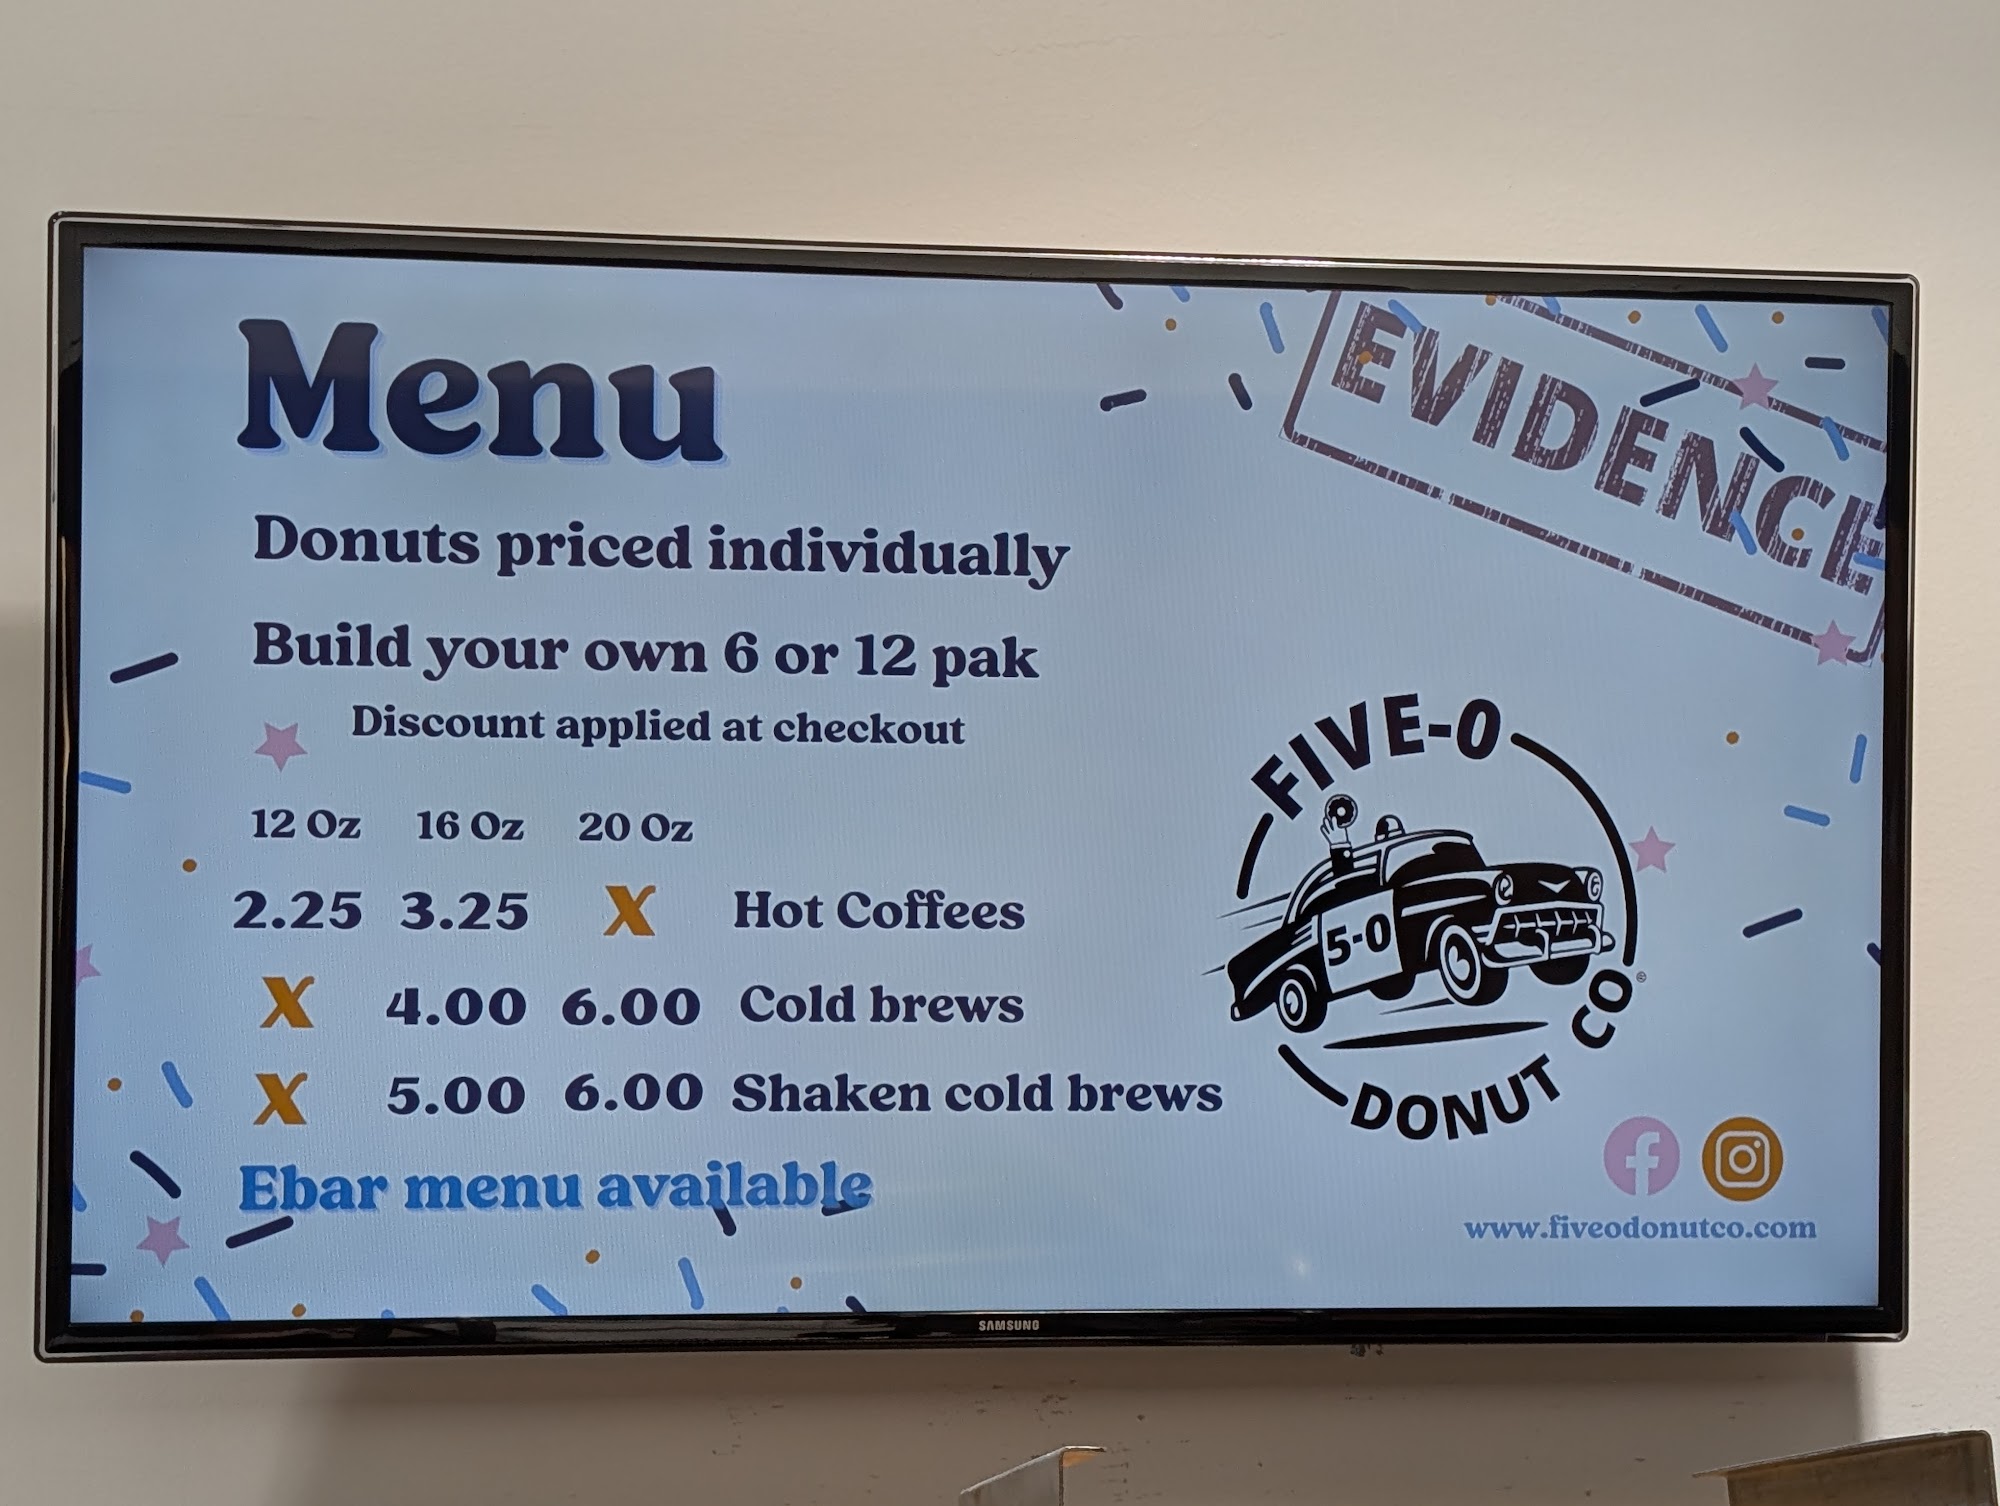 Menu
EVIDENCE
Donuts priced individually
Build your own 6 or 12 pak
Discount applied at checkout
12 Oz 16 Oz 20 Oz
2.25 3.25 X Hot Coffees
X 4.00 6.00 Cold brews
X 5.00 6.00 Shaken cold brews
Ebar menu available
FIVE-O
5-0
DONUT CO®
www.fiveodonutco.com
SAMSUNG